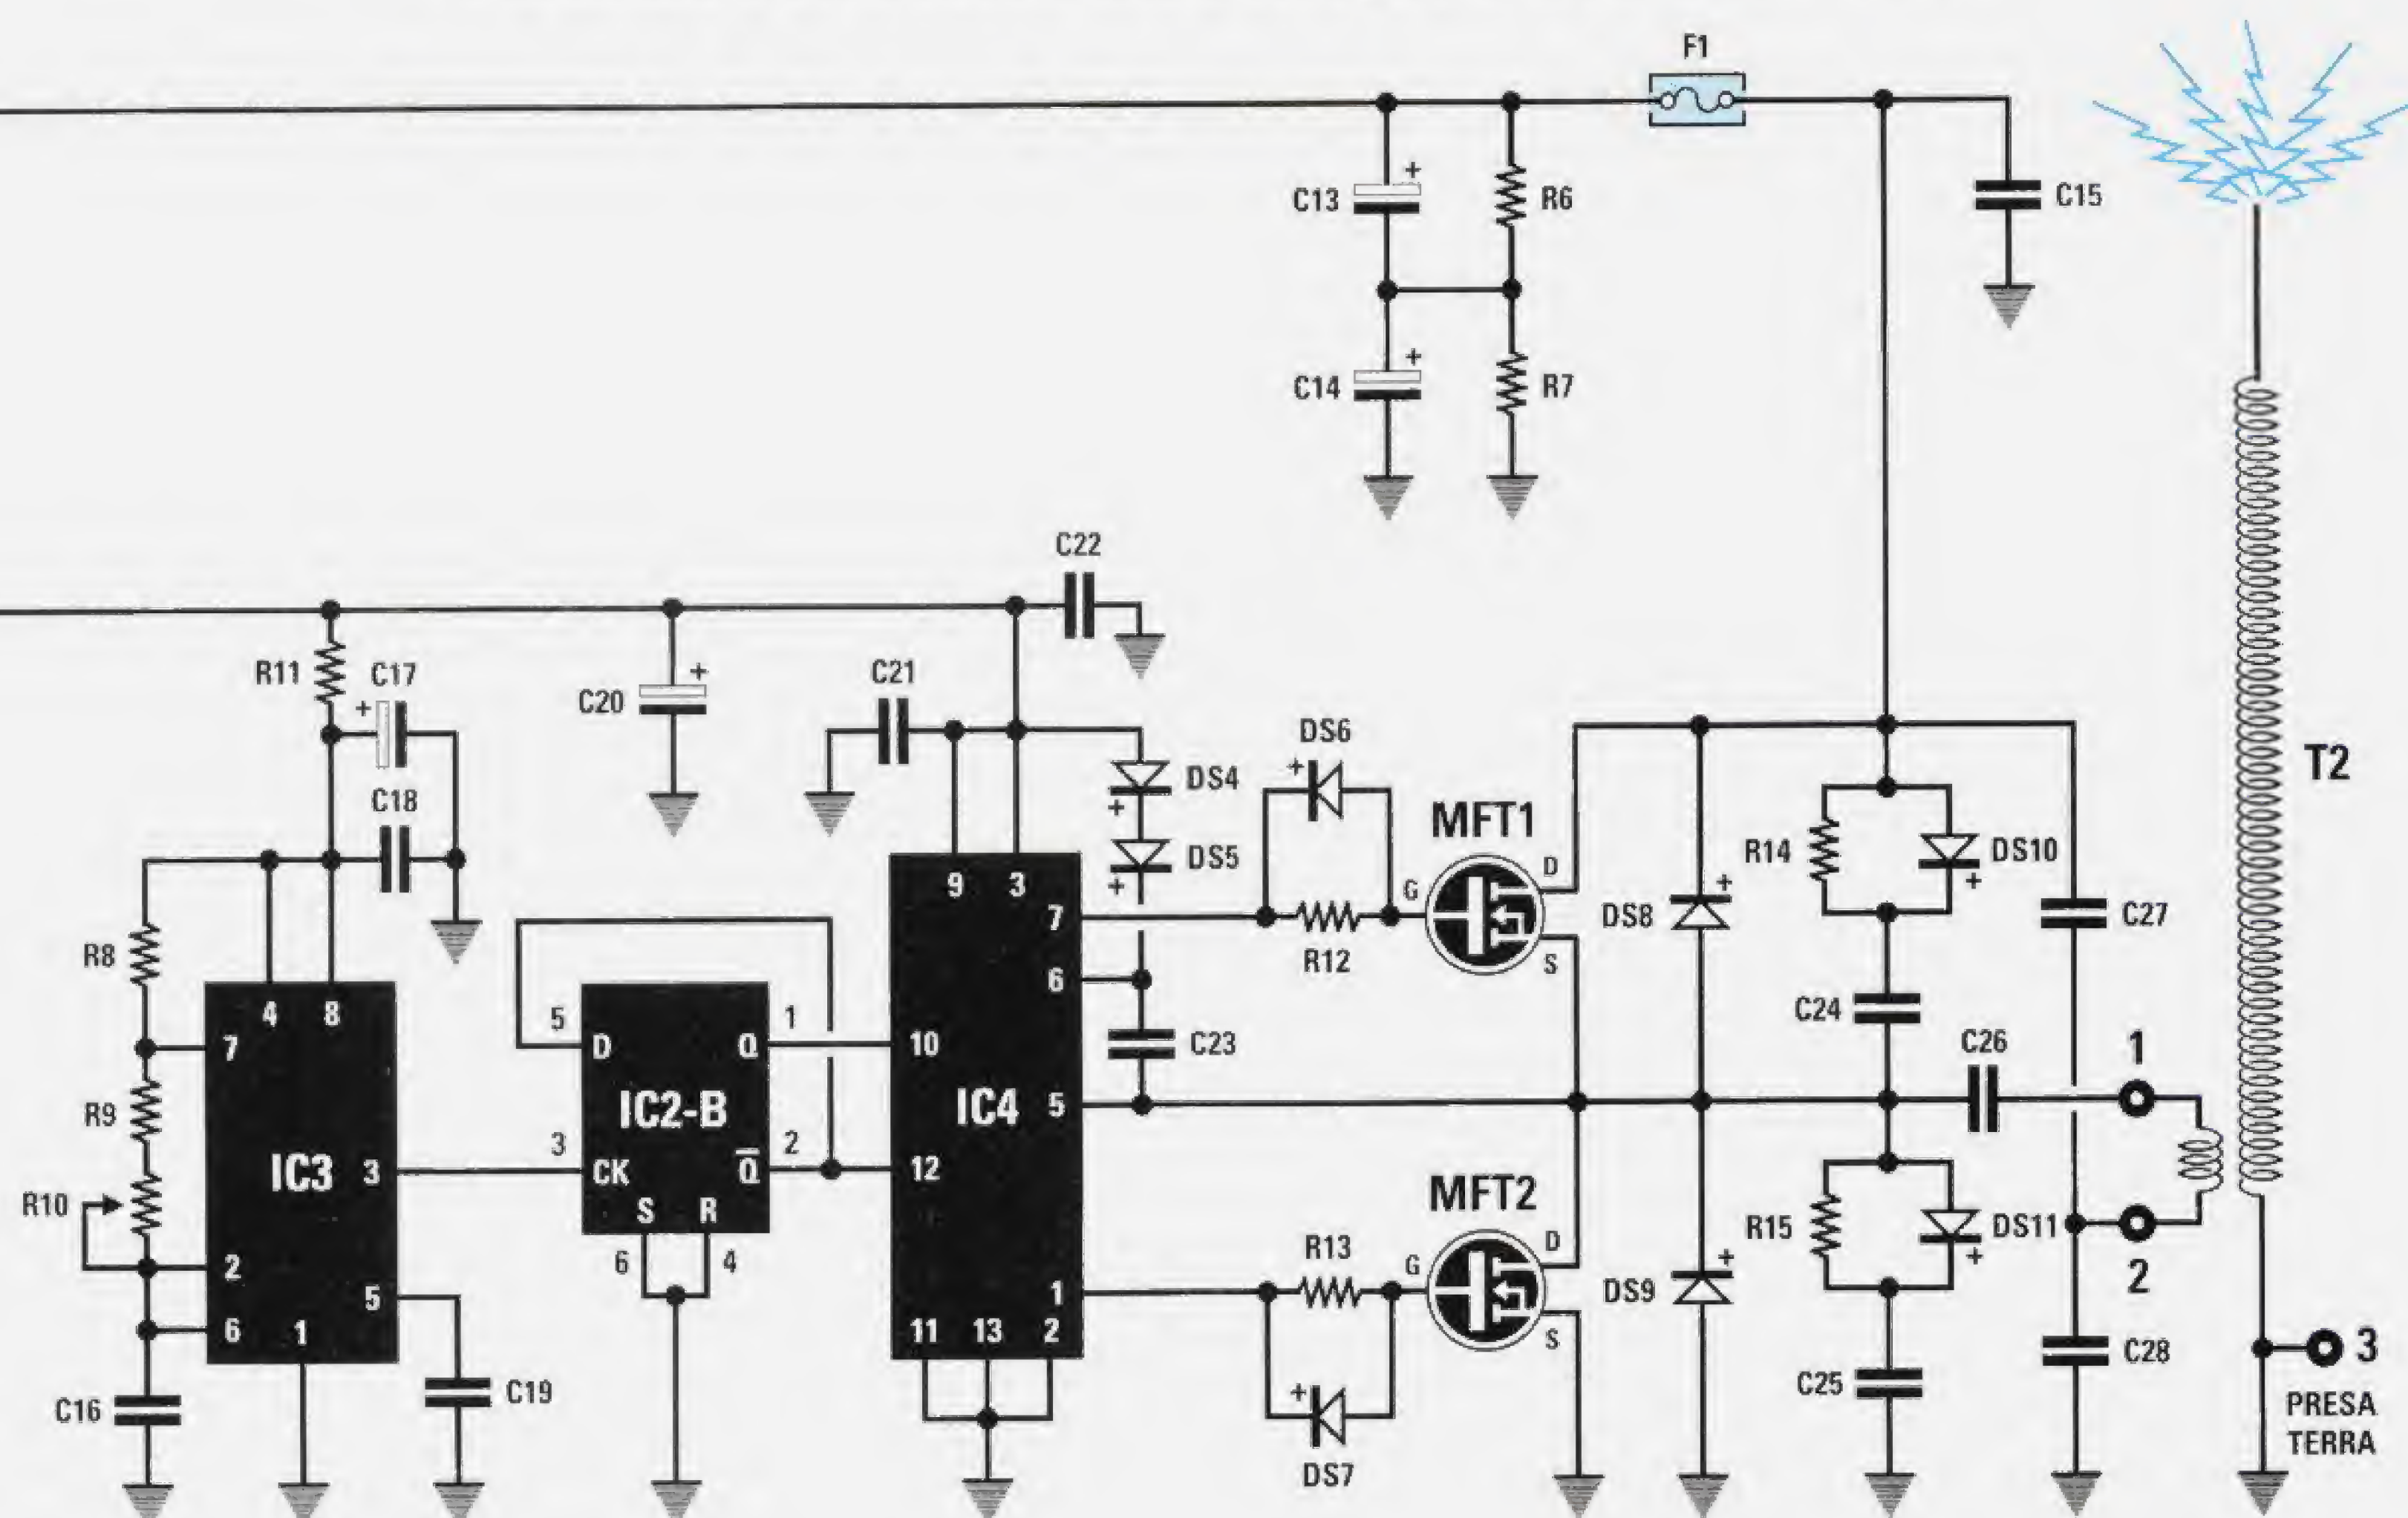 F1
+
C13
R6
C15
+
C14
R7
C22
T2
R11
C17
+
C20
+
C21
DS4
+
DS5
+
DS6
+
C18
R12
MFT1
G
D
S
DS8
+
R14
DS10
+
C27
R8
4
8
7
R9
R10
IC3
3
2
6
1
5
C16
C19
5
D
Q
1
IC2-B
3
CK
Q̅
2
S
R
6
4
9
3
7
6
10
IC4
5
12
1
11
13
2
C23
C24
C26
1
R13
MFT2
G
D
S
+
DS7
DS9
+
R15
DS11
+
2
C25
C28
3
PRESA
TERRA